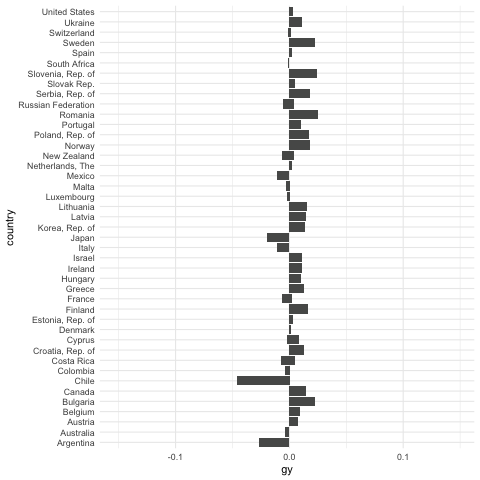 United States
Ukraine
Switzerland
Sweden
Spain
South Africa
Slovenia, Rep. of
Slovak Rep.
Serbia, Rep. of
Russian Federation
Romania
Portugal
Poland, Rep. of
Norway
New Zealand
Netherlands, The
Mexico
Malta
Luxembourg
Lithuania
Latvia
Korea, Rep. of
Japan
Italy
Israel
Ireland
Hungary
Greece
France
Finland
Estonia, Rep. of
Denmark
Cyprus
Croatia, Rep. of
Costa Rica
Colombia
Chile
Canada
Bulgaria
Belgium
Austria
Australia
Argentina
country
-0.1 0.0 0.1
gy